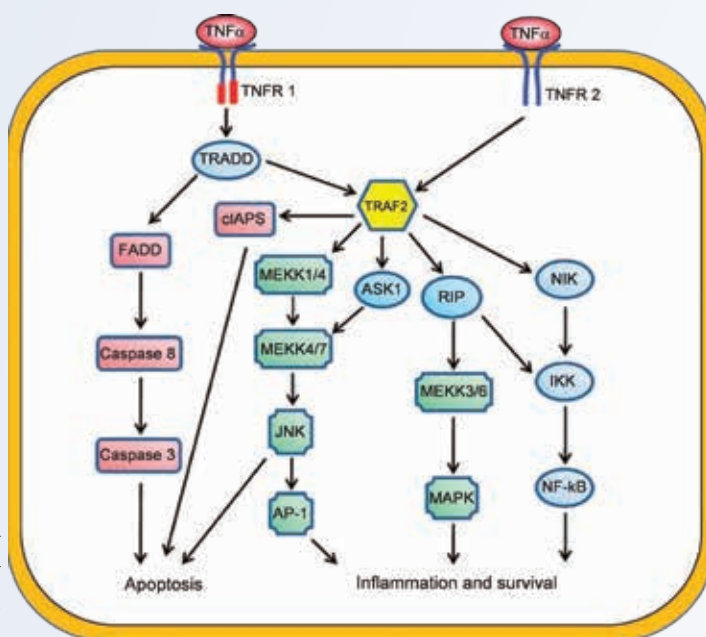 TNFα
TNFα
TNFR 1
TNFR 2
TRADD
TRAF2
cIAPS
FADD
MEKK1/4
ASK1
RIP
NIK
Caspase 8
MEKK4/7
MEKK3/6
IKK
Caspase 3
JNK
MAPK
NF-kB
AP-1
Apoptosis
Inflammation and survival